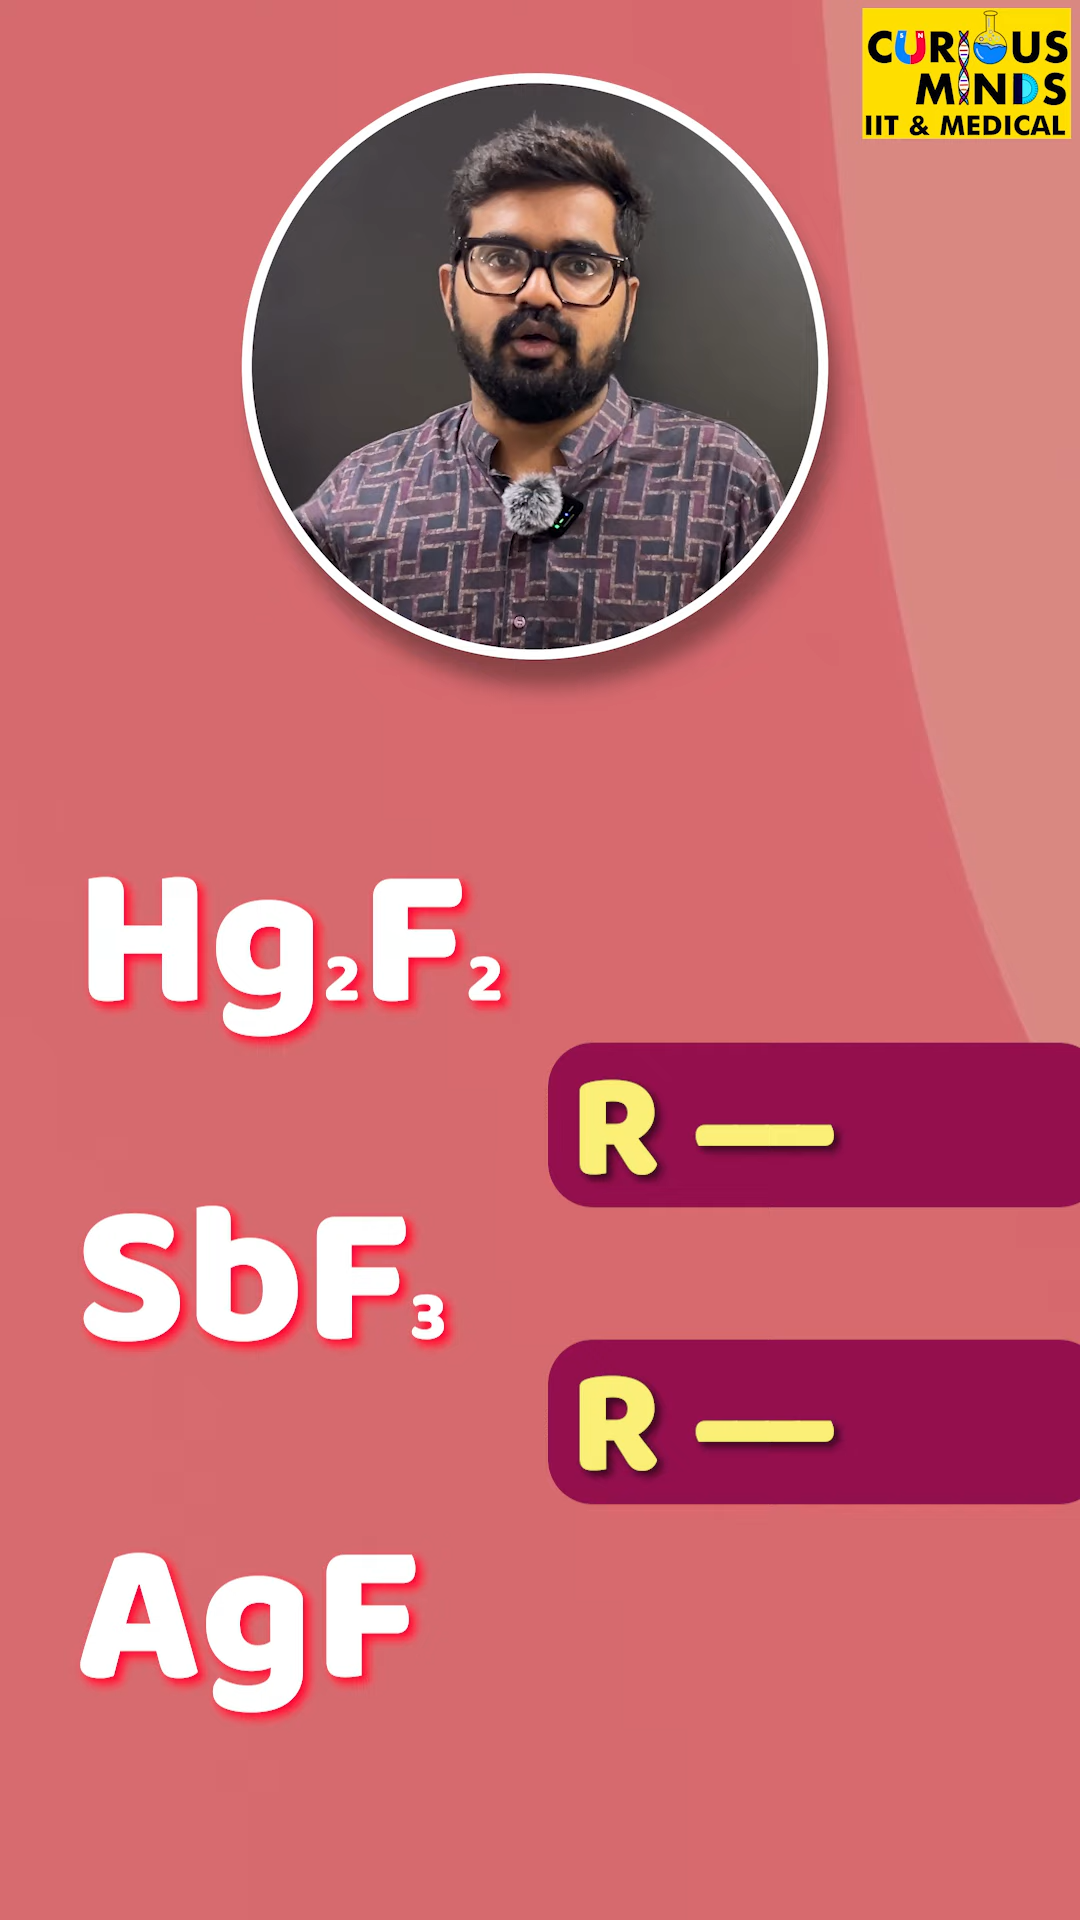 CURIOUS
MINDS
IIT & MEDICAL
Hg₂F₂
R —
SbF₃
R —
AgF